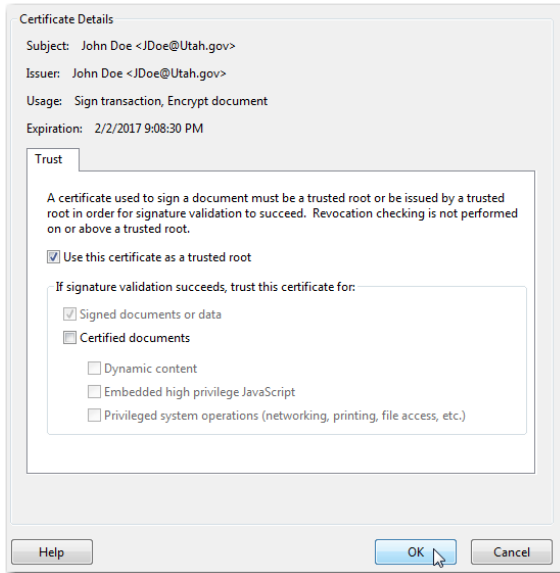 Certificate Details
Subject: John Doe <JDoe@Utah.gov>
Issuer: John Doe <JDoe@Utah.gov>
Usage: Sign transaction, Encrypt document
Expiration: 2/2/2017 9:08:30 PM
Trust
A certificate used to sign a document must be a trusted root or be issued by a trusted
root in order for signature validation to succeed. Revocation checking is not performed
on or above a trusted root.
Use this certificate as a trusted root
If signature validation succeeds, trust this certificate for:
Signed documents or data
Certified documents
Dynamic content
Embedded high privilege JavaScript
Privileged system operations (networking, printing, file access, etc.)
Help OK Cancel